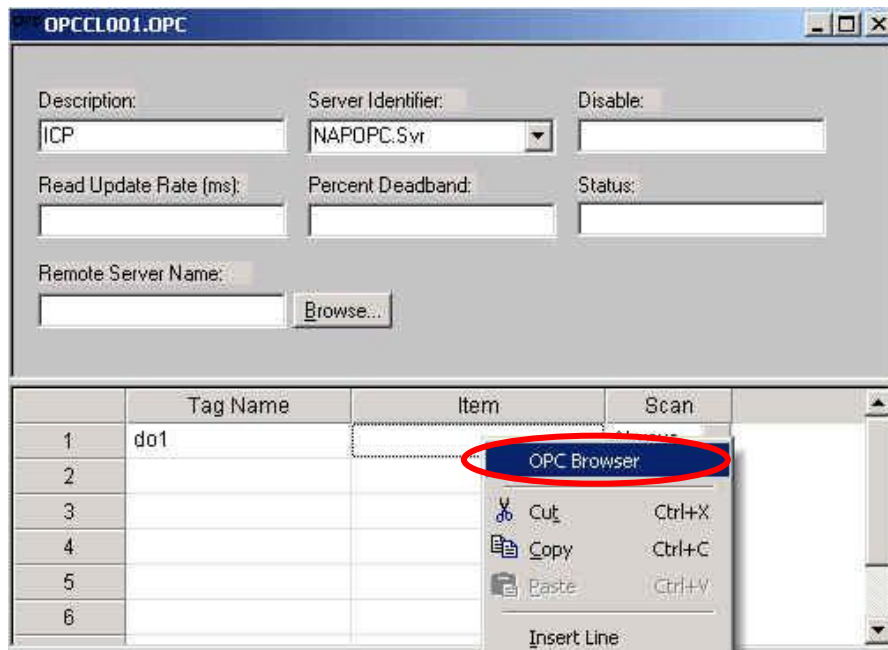 OPCCL001.OPC
Description: Server Identifier: Disable:
ICP NAPOPC.Svr
Read Update Rate (ms): Percent Deadband: Status:
Remote Server Name:
Browse...
Tag Name Item Scan
1 do1
OPC Browser
2
3 Cut Ctrl+X
4 Copy Ctrl+C
5 Paste Ctrl+V
6
Insert Line